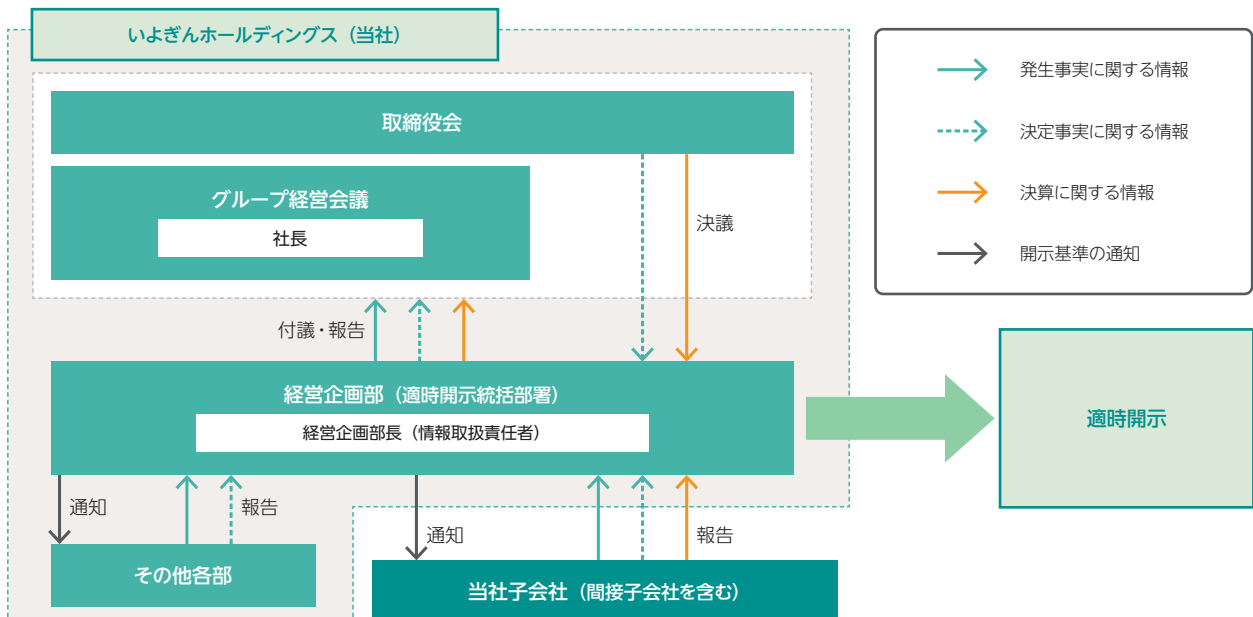 いよぎんホールディングス（当社）
取締役会
グループ経営会議
社長
決議
付議・報告
経営企画部（適時開示統括部署）
経営企画部長（情報取扱責任者）
通知
報告
通知
報告
その他各部
当社子会社（間接子会社を含む）
発生事実に関する情報
決定事実に関する情報
決算に関する情報
開示基準の通知
適時開示